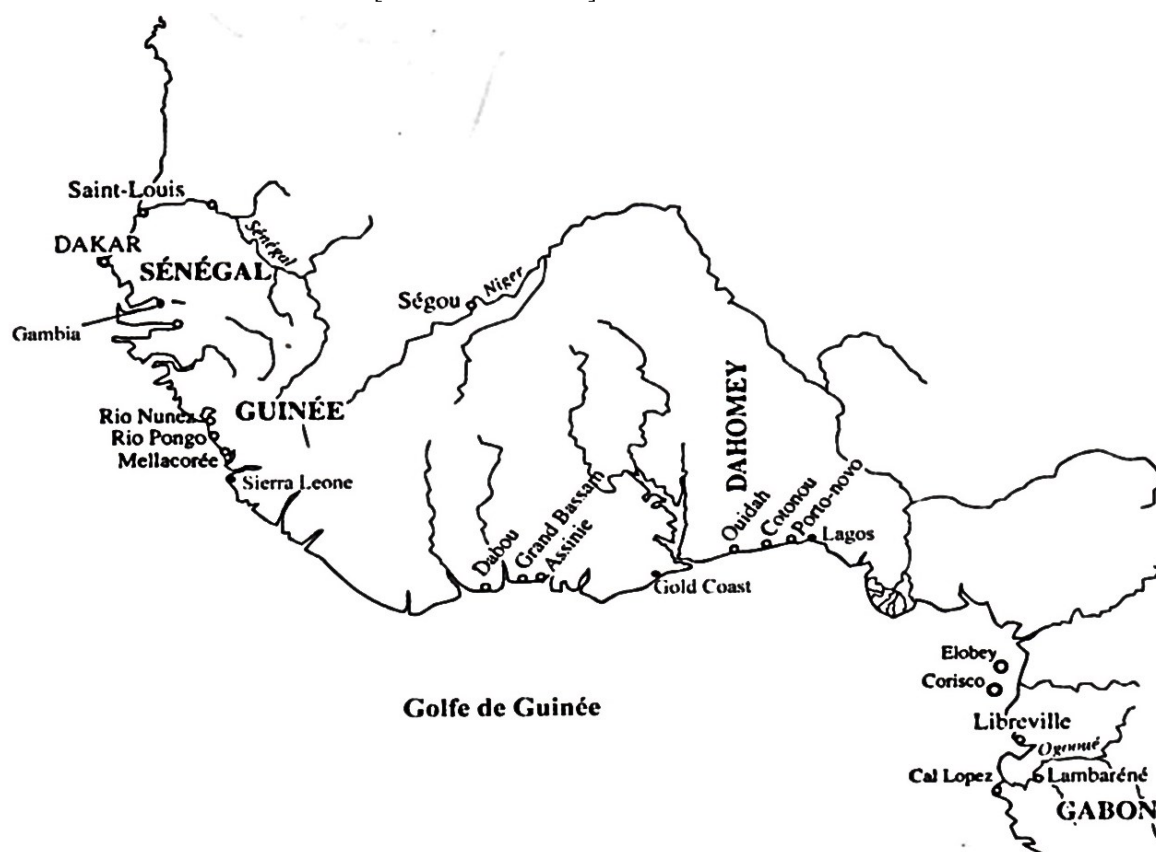 Saint-Louis
Sénégal
DAKAR
SÉNÉGAL
Niger
Ségou
Gambia
DAHOMEY
Rio Nunez
GUINÉE
Rio Pongo
Mellacorée
Sierra Leone
Dabou
Grand Bassam
Assinie
Ouidah
Cotonou
Porto-novo
Lagos
Gold Coast
Elobey
Corisco
Golfe de Guinée
Libreville
Ogooué
Cal Lopez
Lambaréné
GABON